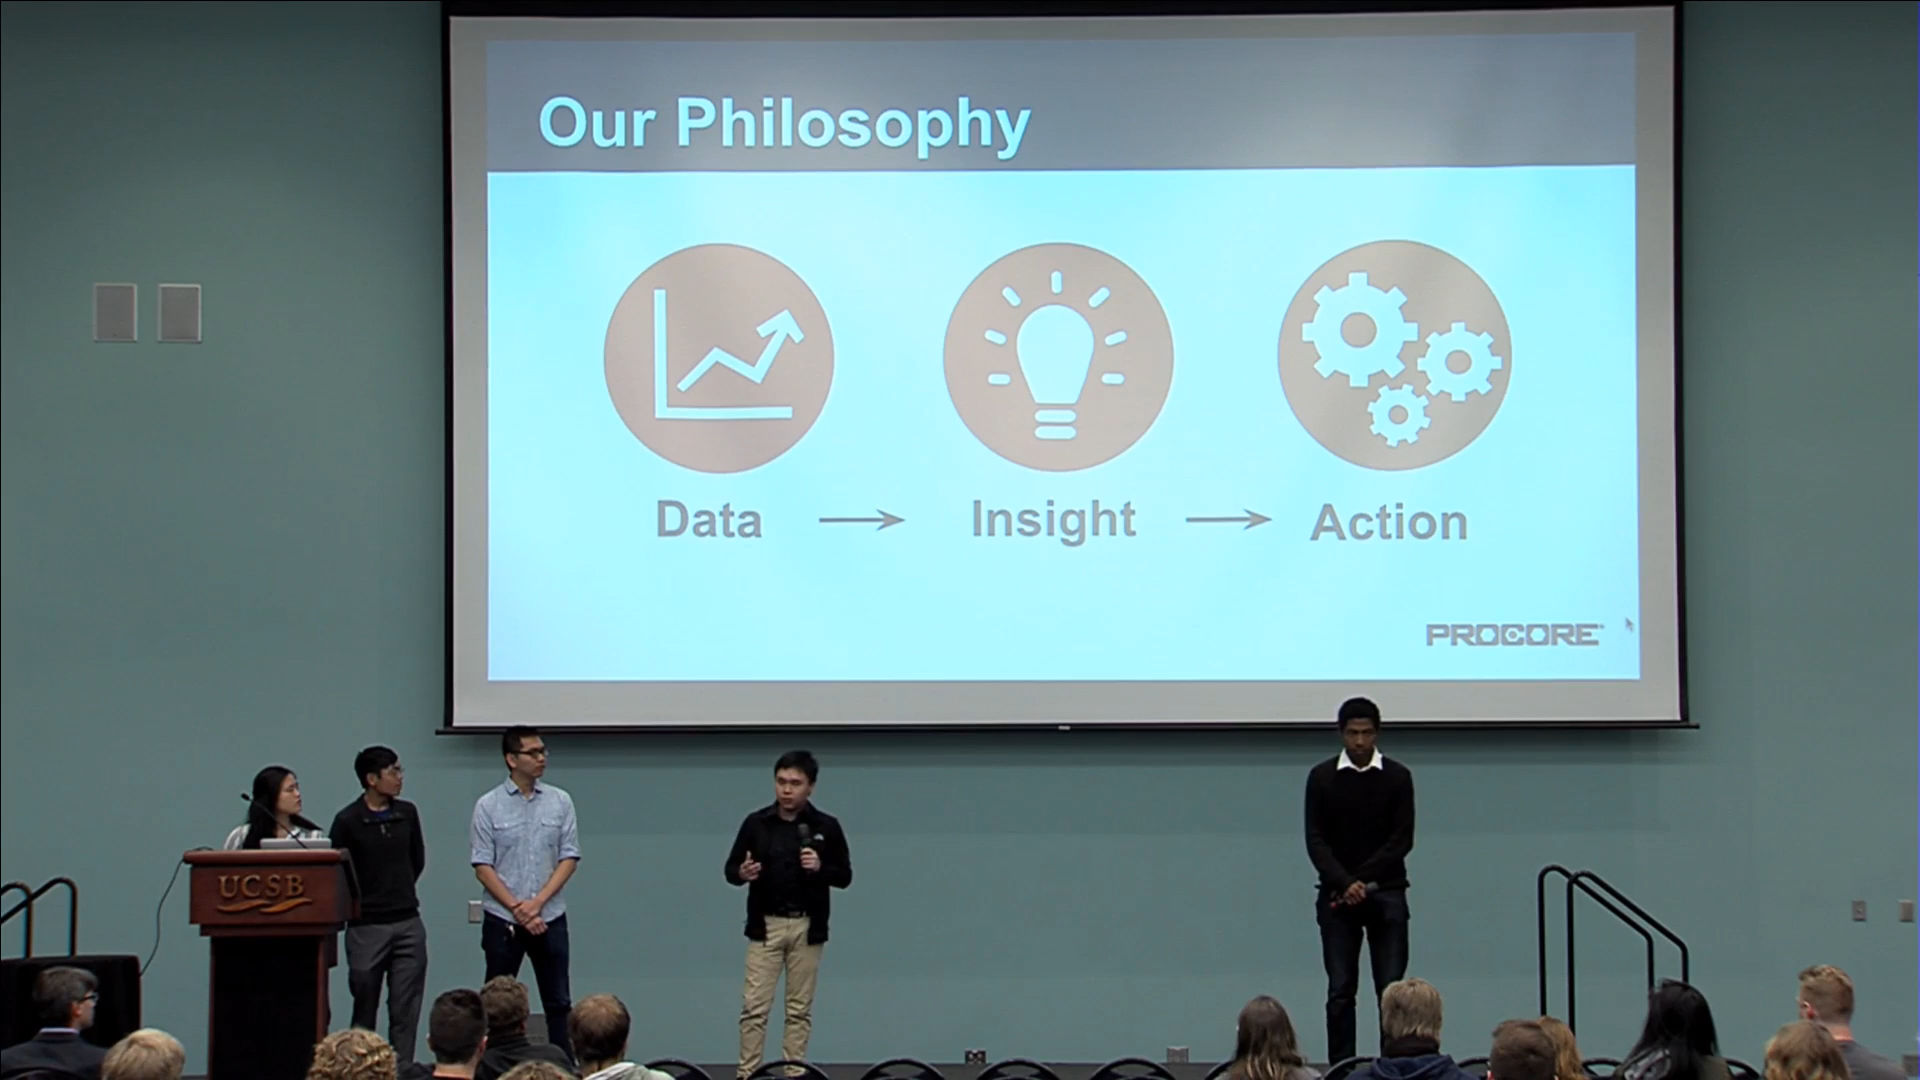 Our Philosophy
Data → Insight → Action
PROCORE
UCSB